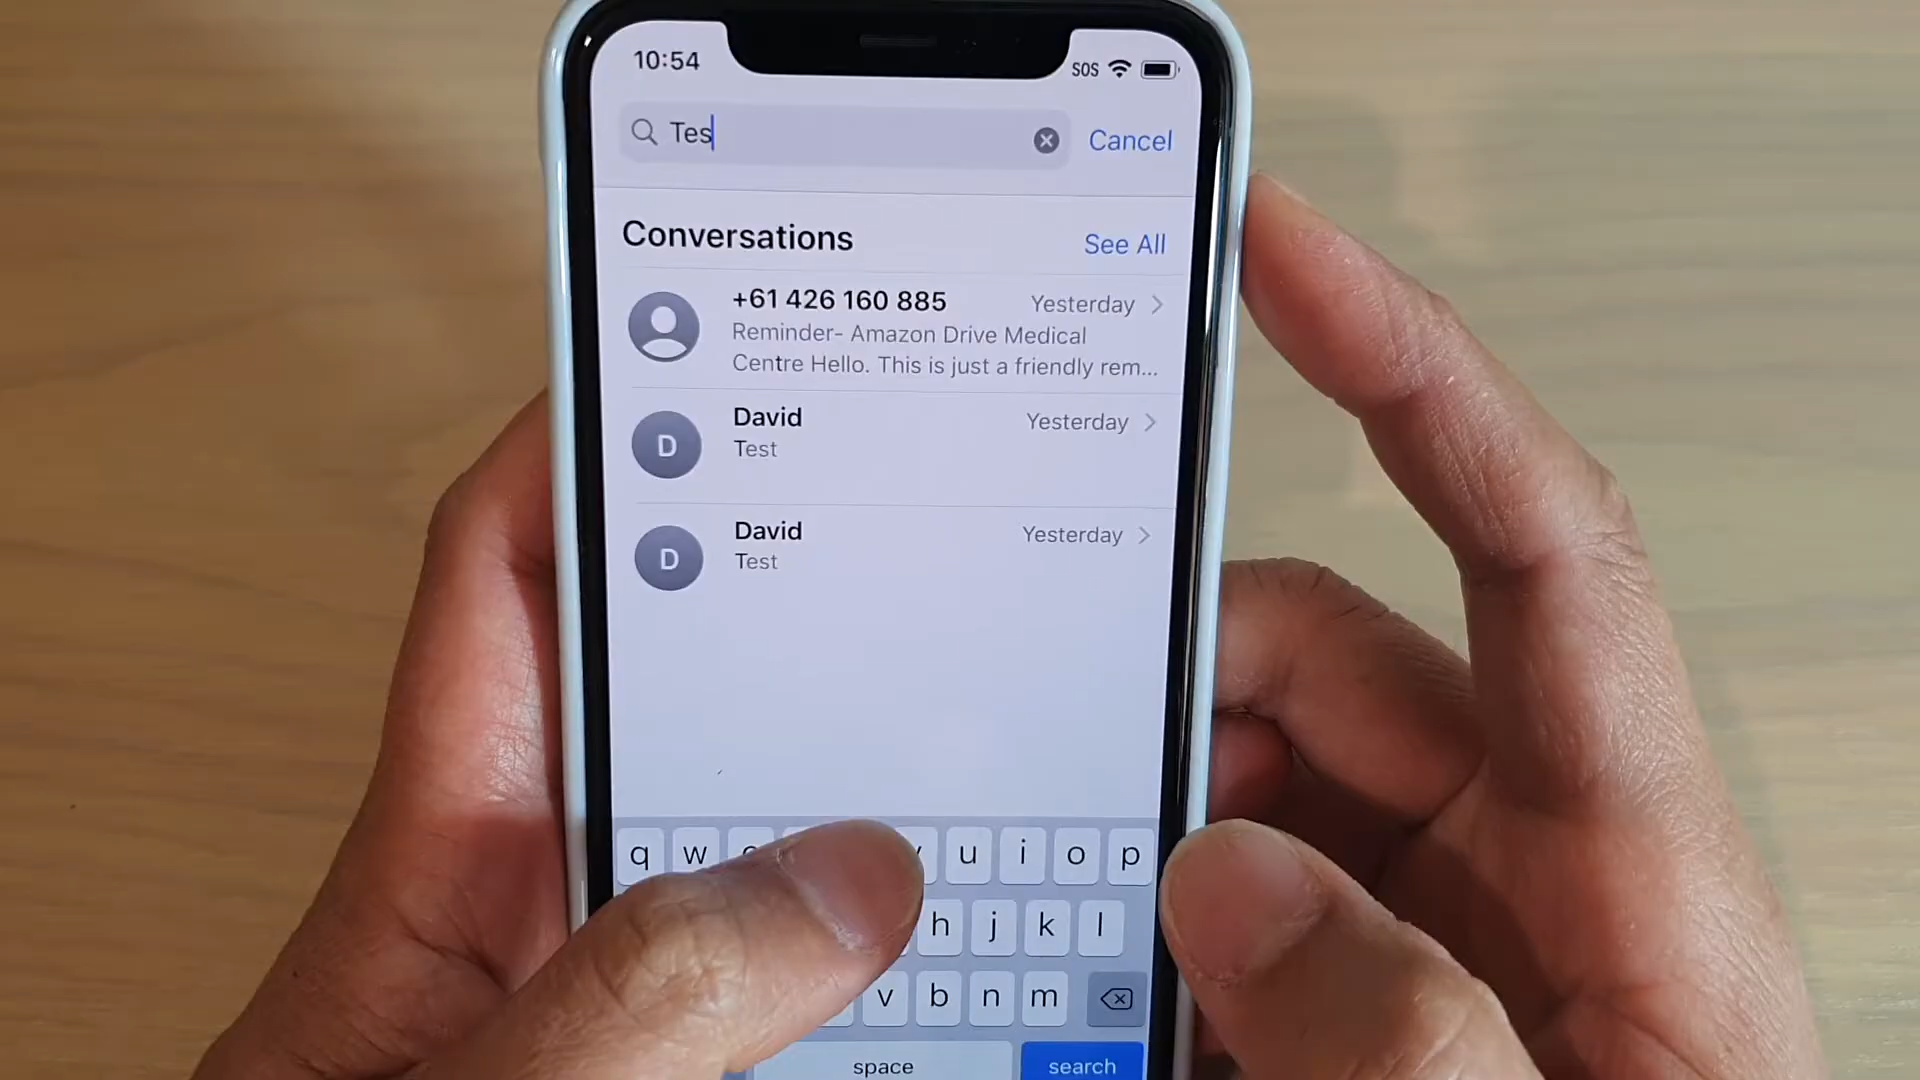 10:54
SOS
Tes
Cancel
Conversations
See All
+61 426 160 885
Yesterday
Reminder- Amazon Drive Medical
Centre Hello. This is just a friendly rem...
David
Yesterday
Test
D
David
Yesterday
Test
D
q w u i o p
h j k l
v b n m
space
search